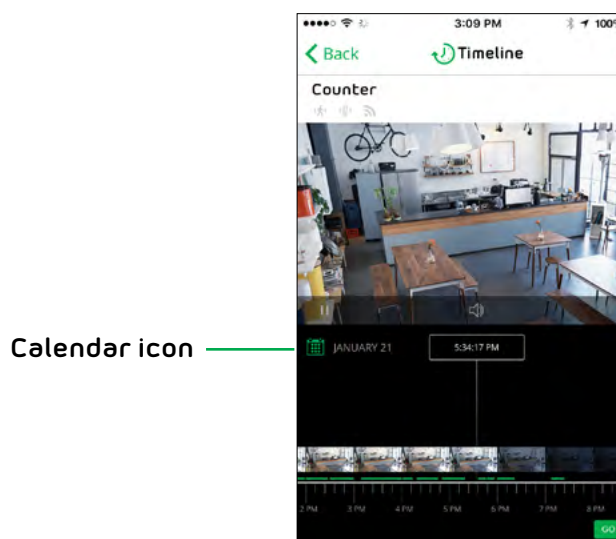 3:09 PM
100%
Back
Timeline
Counter
Calendar icon
JANUARY 21
5:34:17 PM
2 PM 3 PM 4 PM 5 PM 6 PM 7 PM 8 PM
GO